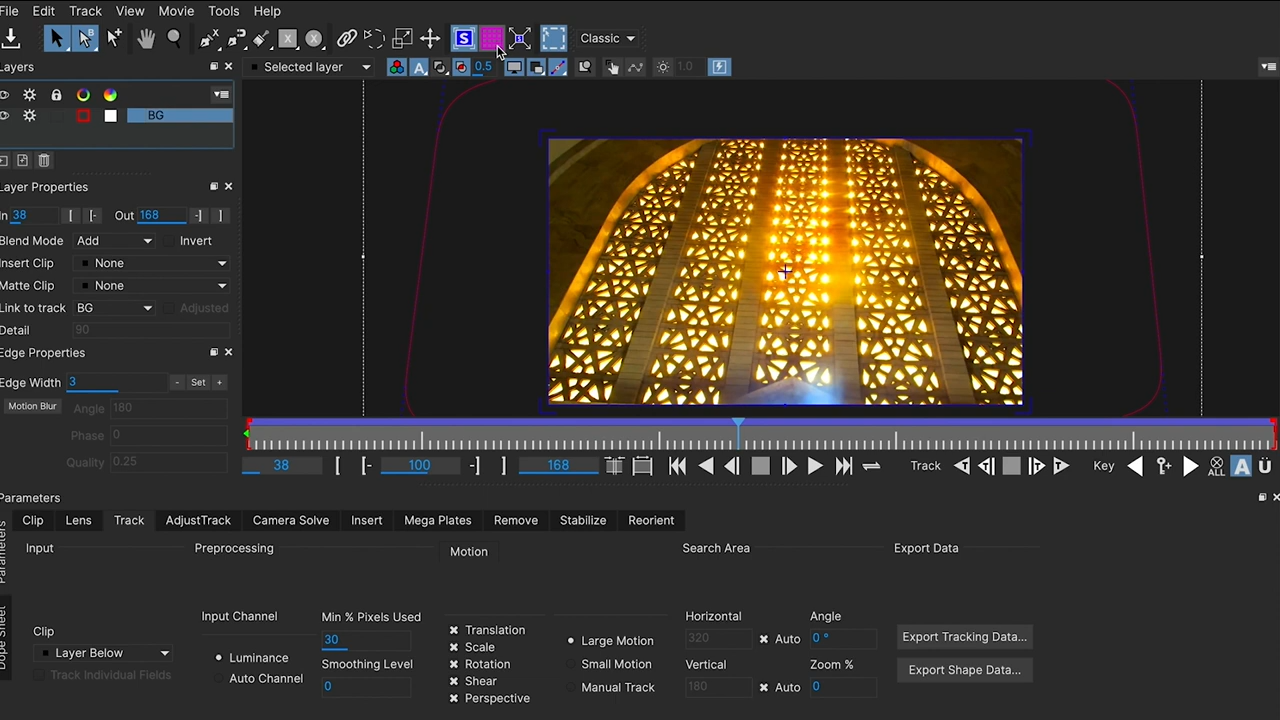 File Edit Track View Movie Tools Help
Classic
Layers
Selected layer
0.5
1.0
BG
Layer Properties
In 38 Out 168
Blend Mode Add Invert
Insert Clip None
Matte Clip None
Link to track BG Adjusted
Detail 90
Edge Properties
Edge Width 3 - Set +
Motion Blur Angle 180
Phase 0
Quality 0.25
38 100 168 Track Key ALL A Ü
Parameters
Clip Lens Track AdjustTrack Camera Solve Insert Mega Plates Remove Stabilize Reorient
Parameters
Dope Sheet
Input Preprocessing Motion Search Area Export Data
Clip
Layer Below
Track Individual Fields
Input Channel
Luminance
Auto Channel
Min % Pixels Used
30
Smoothing Level
0
Translation
Scale
Rotation
Shear
Perspective
Large Motion
Small Motion
Manual Track
Horizontal
320 Auto
Vertical
180 Auto
Angle
0 °
Zoom %
0
Export Tracking Data...
Export Shape Data...